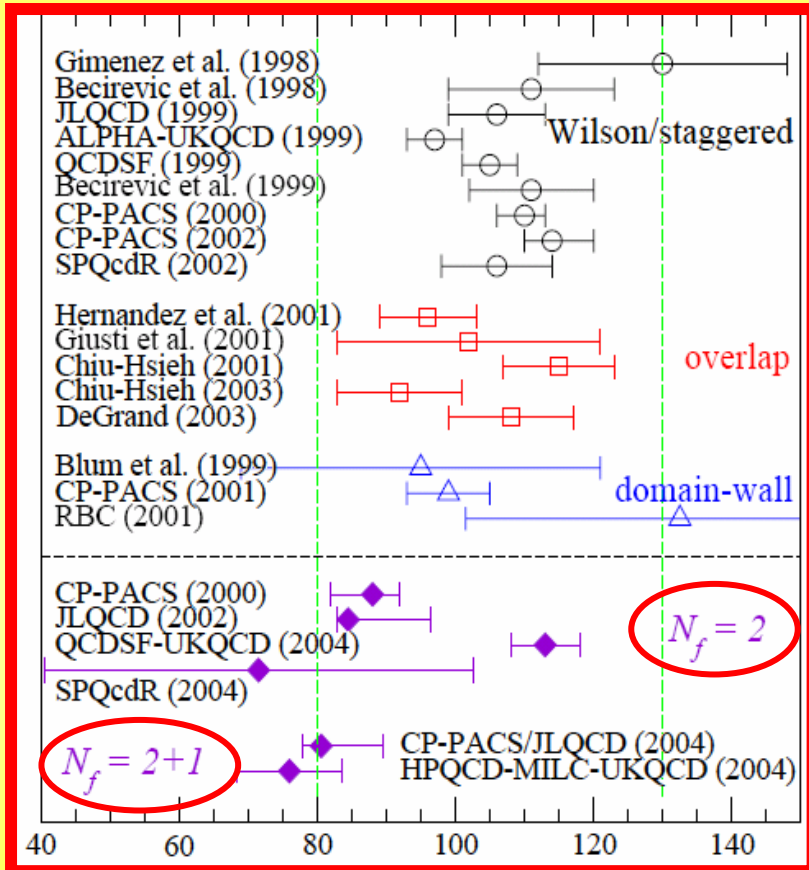 Gimenez et al. (1998)
Becirevic et al. (1998)
JLQCD (1999)
Wilson/staggered
ALPHA-UKQCD (1999)
QCDSF (1999)
Becirevic et al. (1999)
CP-PACS (2000)
CP-PACS (2002)
SPQcdR (2002)
Hernandez et al. (2001)
Giusti et al. (2001)
Chiu-Hsieh (2001)
overlap
Chiu-Hsieh (2003)
DeGrand (2003)
Blum et al. (1999)
CP-PACS (2001)
domain-wall
RBC (2001)
CP-PACS (2000)
JLQCD (2002)
QCDSF-UKQCD (2004)
N_f = 2
SPQcdR (2004)
CP-PACS/JLQCD (2004)
N_f = 2+1
HPQCD-MILC-UKQCD (2004)
40 60 80 100 120 140